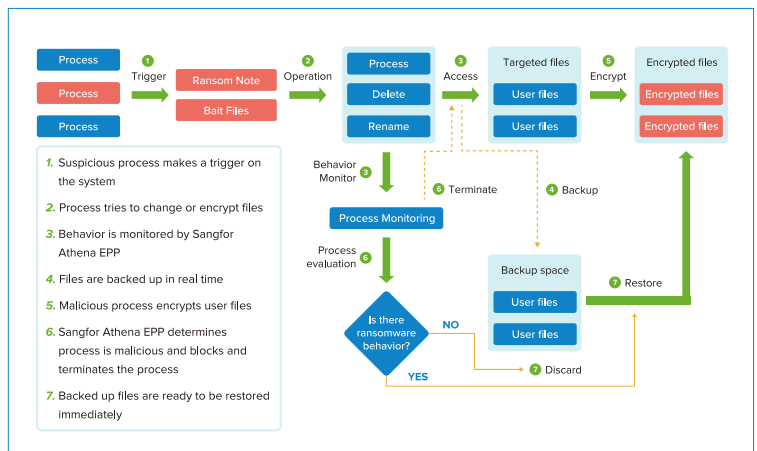 Process
Process
Process
1
Trigger
Ransom Note
Bait Files
2
Operation
Process
Delete
Rename
3
Access
Targeted files
User files
User files
5
Encrypt
Encrypted files
Encrypted files
Encrypted files
1. Suspicious process makes a trigger on
the system
2. Process tries to change or encrypt files
3. Behavior is monitored by Sangfor
Athena EPP
4. Files are backed up in real time
5. Malicious process encrypts user files
6. Sangfor Athena EPP determines
process is malicious and blocks and
terminates the process
7. Backed up files are ready to be restored
immediately
Behavior
Monitor
3
6 Terminate
4 Backup
Process Monitoring
Process
evaluation
6
Backup space
User files
User files
7 Restore
Is there
ransomware
behavior?
NO
YES
7 Discard